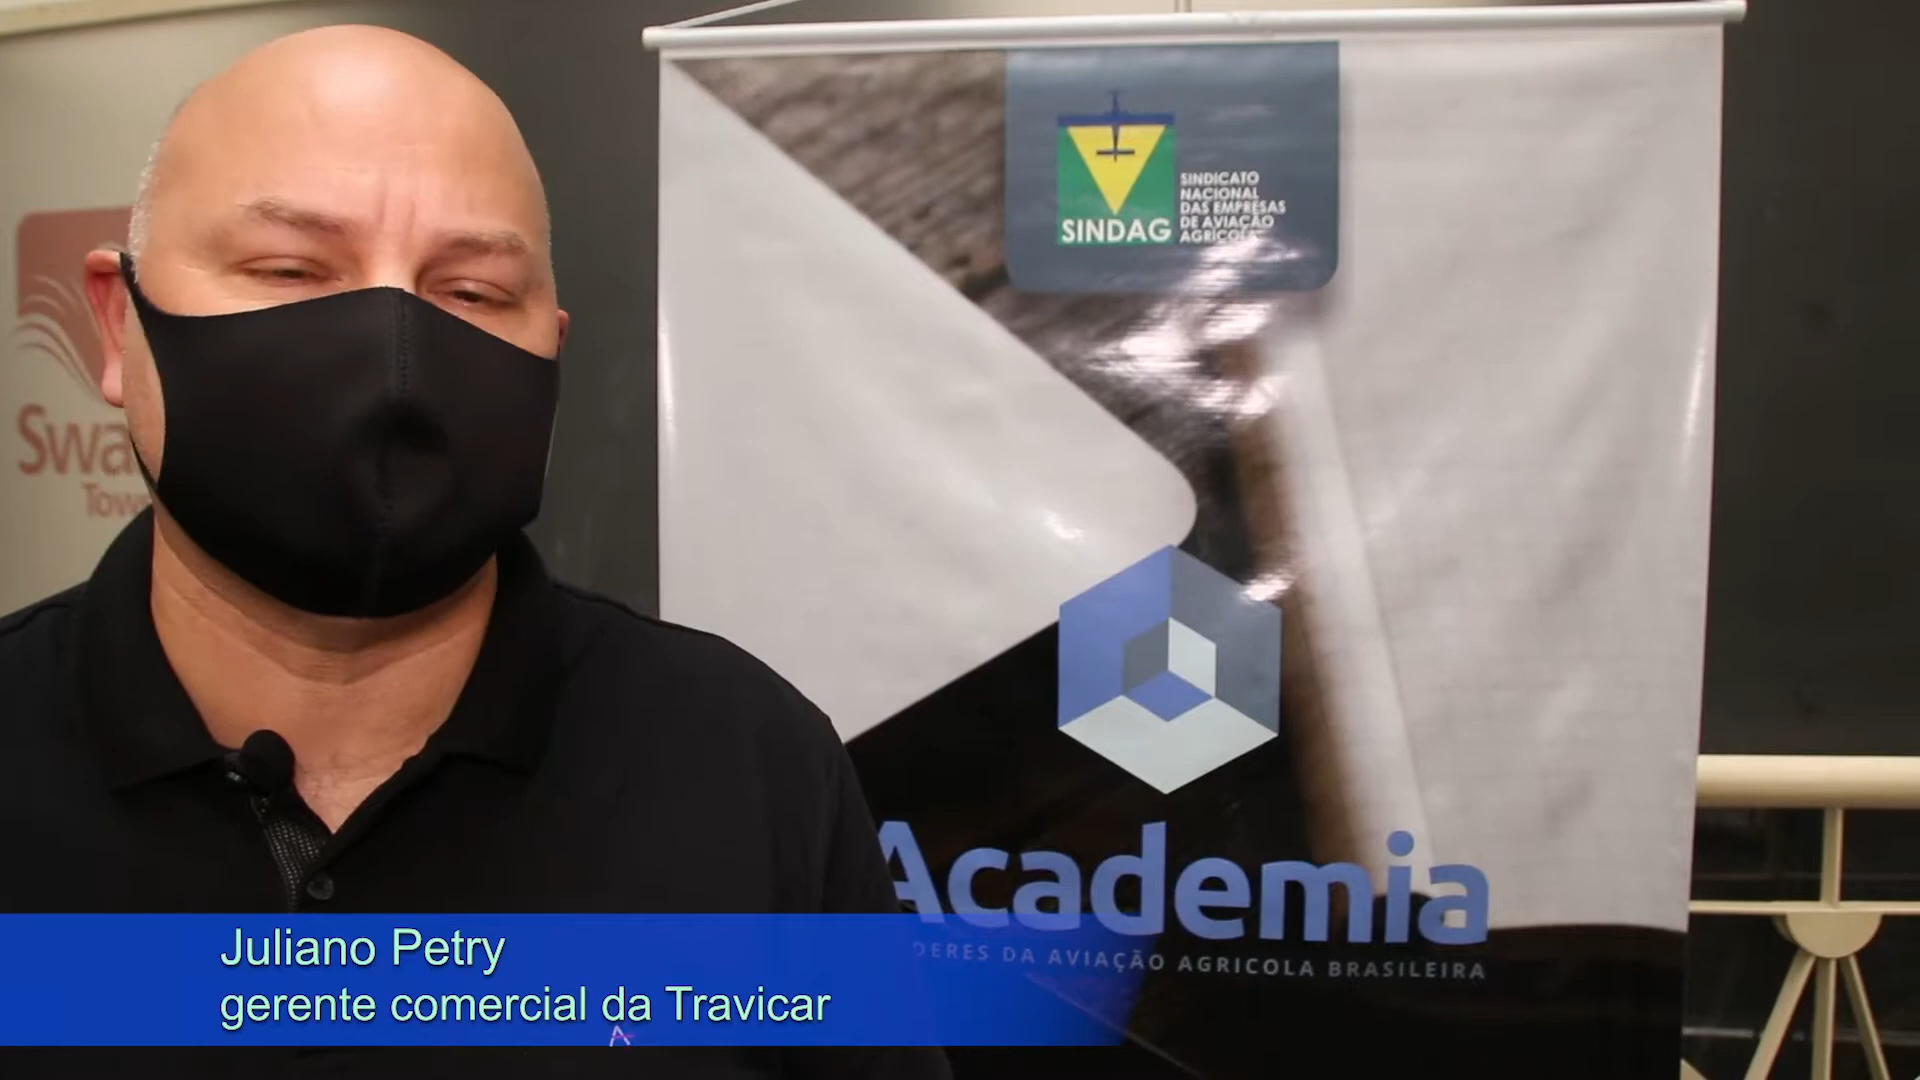 SINDICATO
NACIONAL
DAS EMPRESAS
DE AVIAÇÃO
AGRÍCOLA
SINDAG
Academia
DERES DA AVIAÇÃO AGRICOLA BRASILEIRA
Juliano Petry
gerente comercial da Travicar